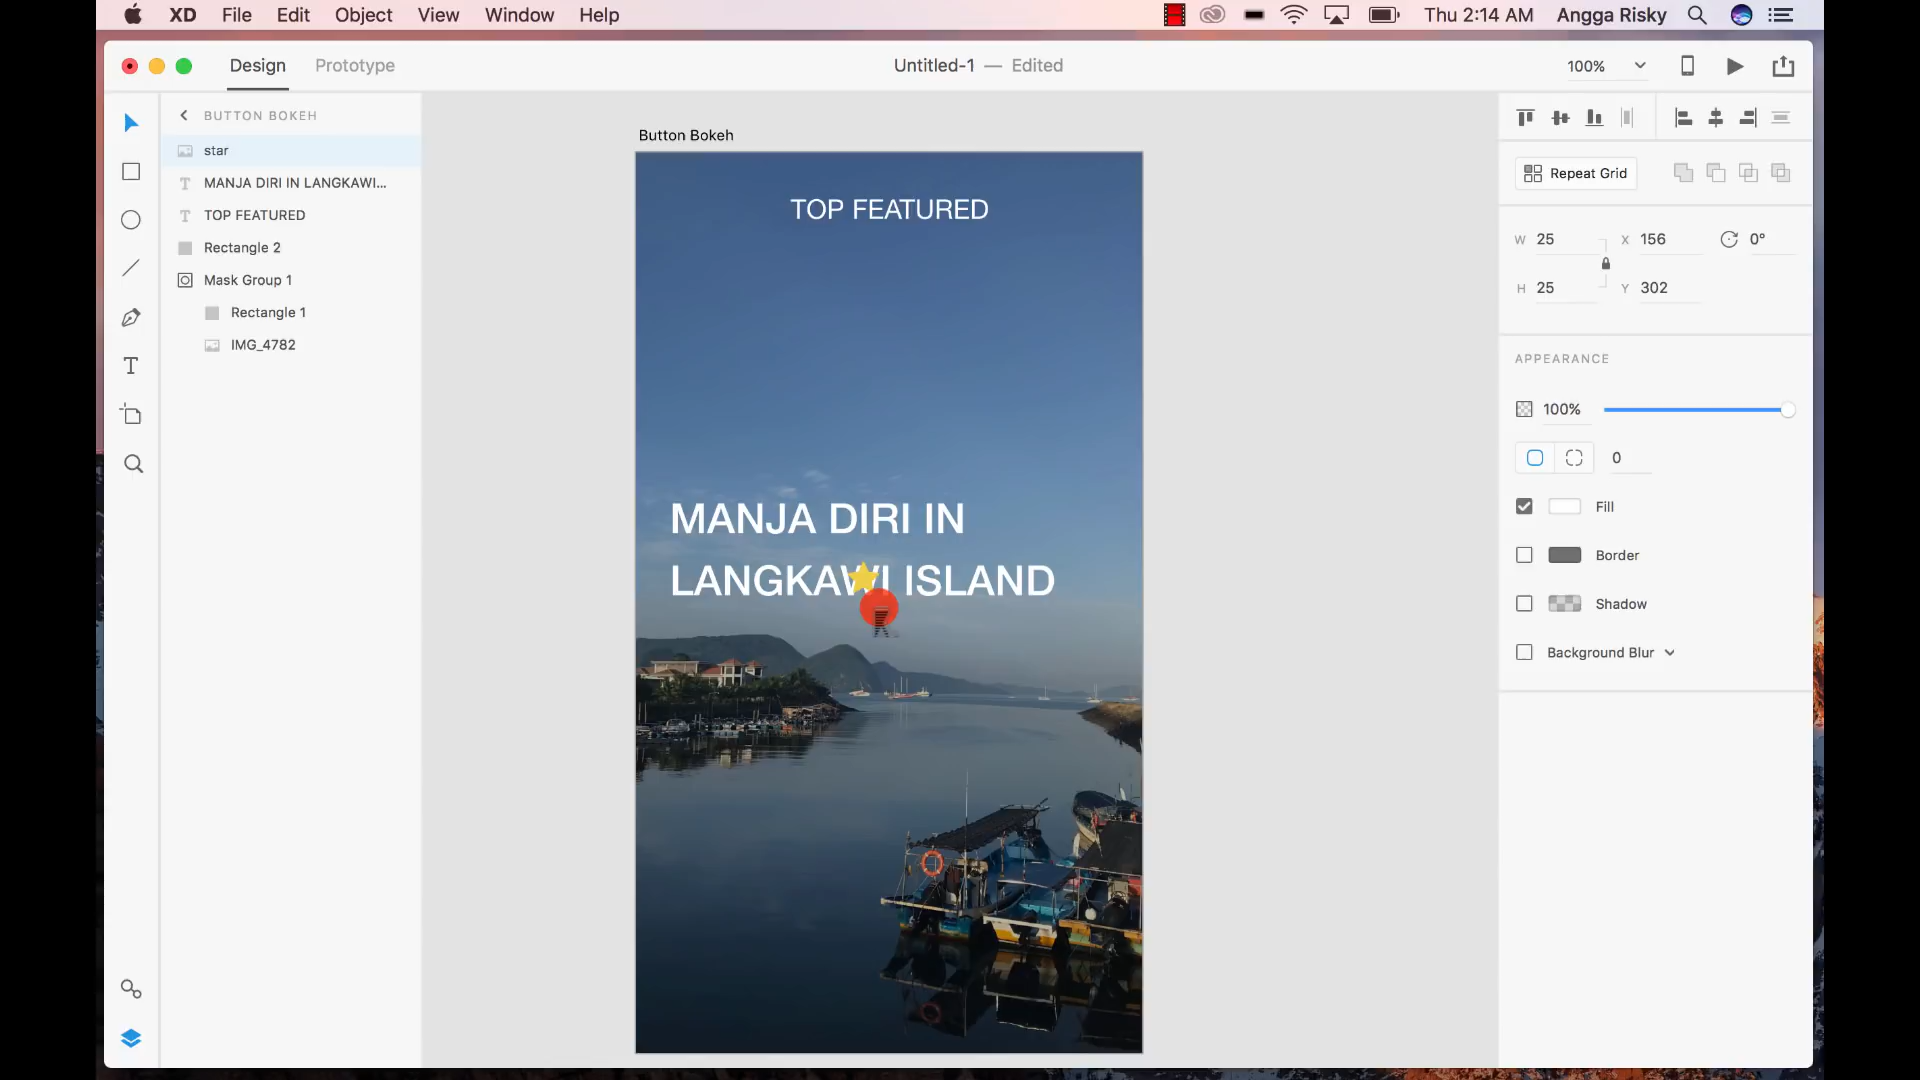 XD File Edit Object View Window Help Thu 2:14 AM Angga Risky
Design Prototype Untitled-1 — Edited 100%
BUTTON BOKEH
star
MANJA DIRI IN LANGKAWI...
TOP FEATURED
Rectangle 2
Mask Group 1
Rectangle 1
IMG_4782
Button Bokeh
TOP FEATURED
MANJA DIRI IN
LANGKAWI ISLAND
Repeat Grid
W 25 X 156 0°
H 25 Y 302
APPEARANCE
100%
0
Fill
Border
Shadow
Background Blur